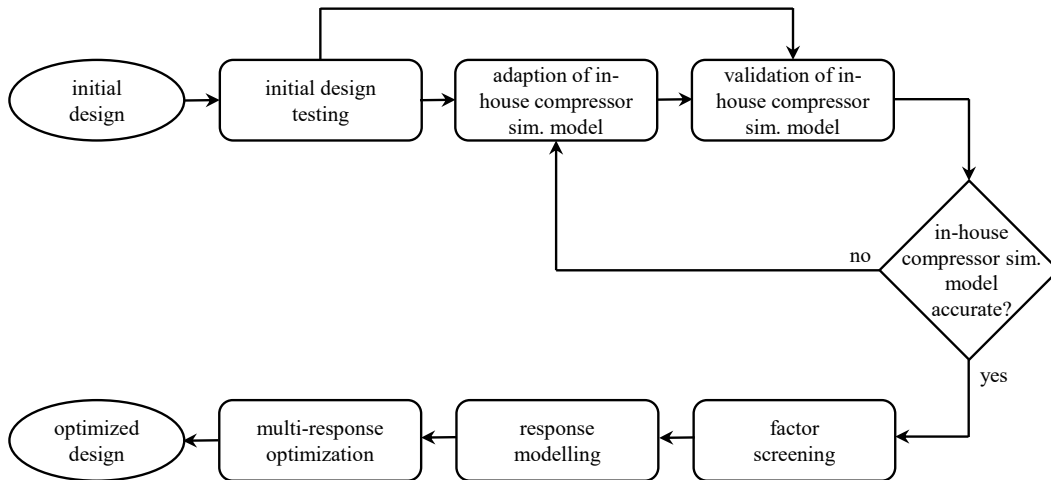 initial
design
initial design
testing
adaption of in-
house compressor
sim. model
validation of in-
house compressor
sim. model
no
in-house
compressor sim.
model
accurate?
yes
optimized
design
multi-response
optimization
response
modelling
factor
screening